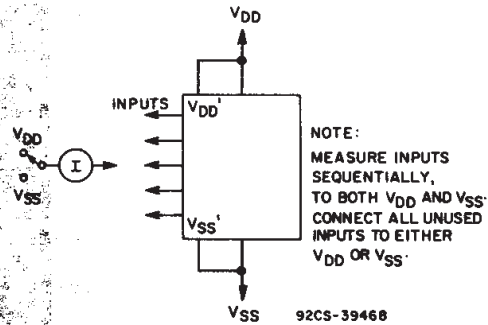 VDD
INPUTS
VDD'
VDD
I
VSS
VSS'
NOTE:
MEASURE INPUTS
SEQUENTIALLY,
TO BOTH VDD AND VSS.
CONNECT ALL UNUSED
INPUTS TO EITHER
VDD OR VSS.
VSS
92CS-39468